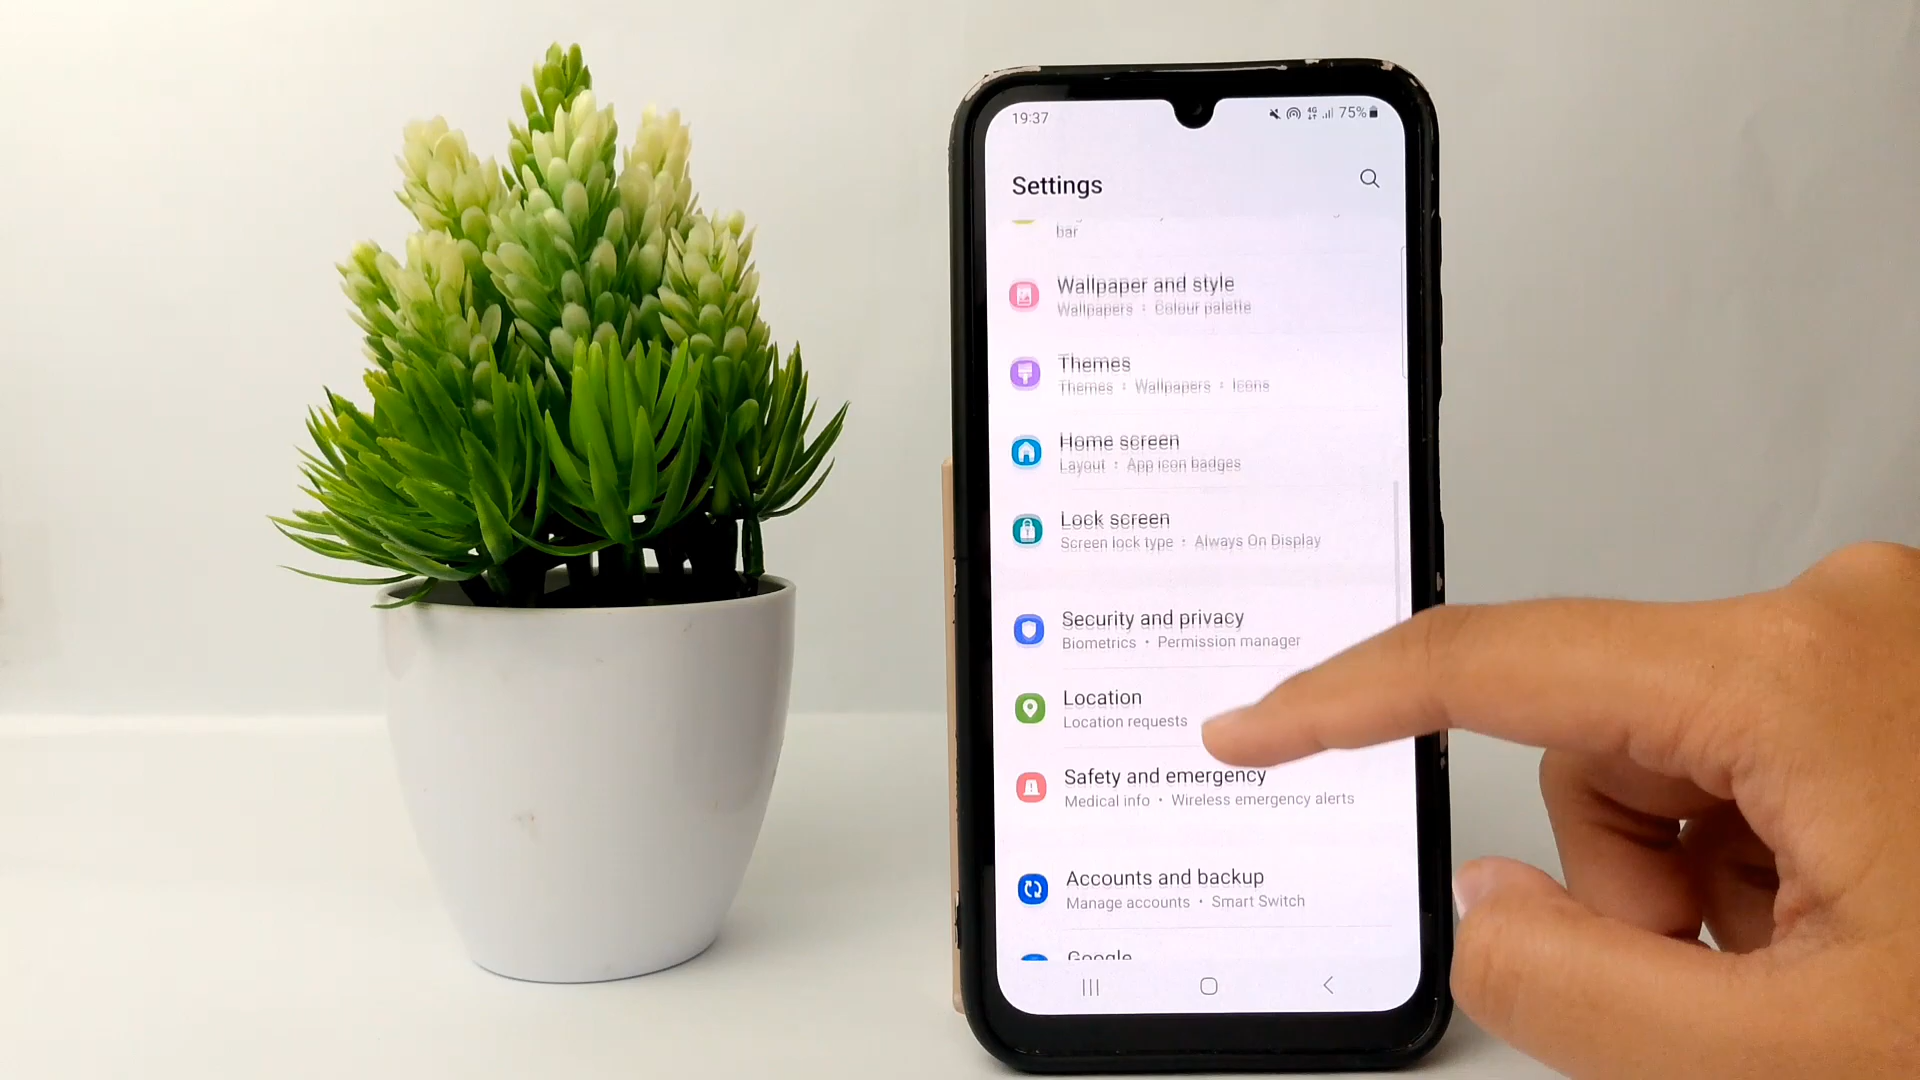 19:37
4G
75%
Settings
bar
Wallpaper and style
Wallpapers · Colour palette
Themes
Themes · Wallpapers · Icons
Home screen
Layout · App icon badges
Lock screen
Screen lock type · Always On Display
Security and privacy
Biometrics · Permission manager
Location
Location requests
Safety and emergency
Medical info · Wireless emergency alerts
Accounts and backup
Manage accounts · Smart Switch
Google